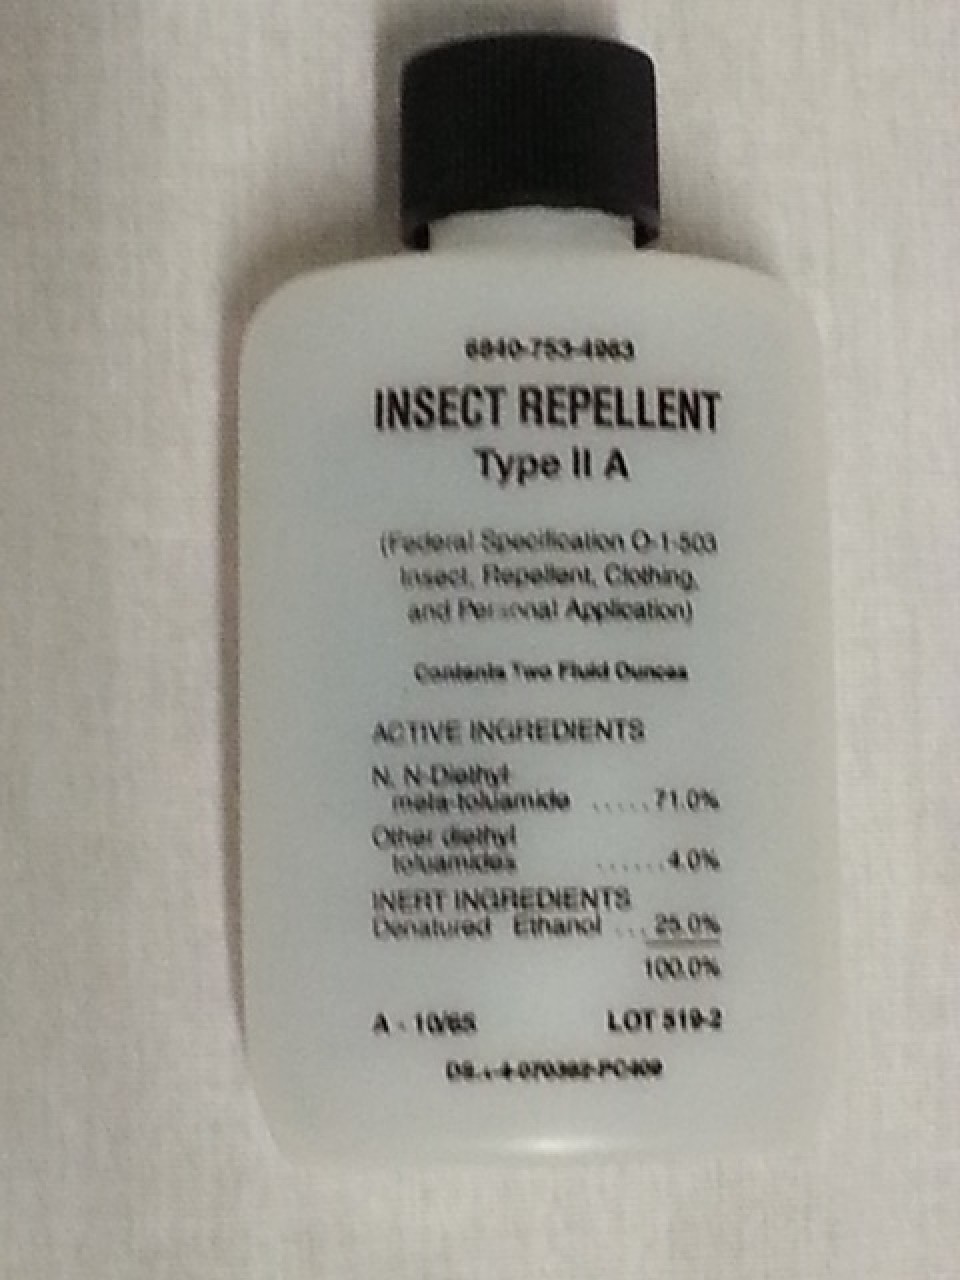 6840-753-4963
INSECT REPELLENT
Type II A
(Federal Specification O-1-503
Insect, Repellent, Clothing,
and Personal Application)
Contents Two Fluid Ounces
ACTIVE INGREDIENTS
N, N-Diethyl
meta-toluamide ..... 71.0%
Other diethyl
toluamides ...... 4.0%
INERT INGREDIENTS
Denatured Ethanol ... 25.0%
100.0%
A - 10/65 LOT 519-2